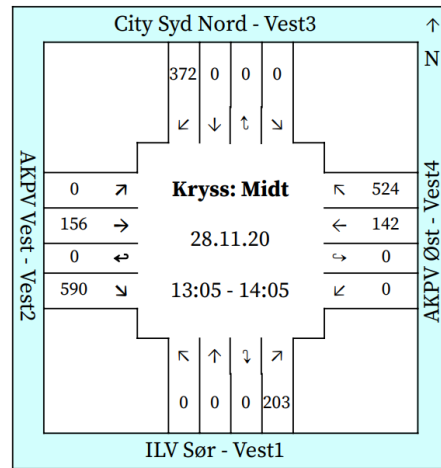 City Syd Nord - Vest3
↑
N
372 0 0 0
↙ ↓ ⮏ ↘
AKPV Vest - Vest2
0 ↗
156 →
0 ↩
590 ↘
Kryss: Midt
28.11.20
13:05 - 14:05
↖ 524
← 142
↪ 0
↙ 0
AKPV Øst - Vest4
↖ ↑ ⮎ ↗
0 0 0 203
ILV Sør - Vest1